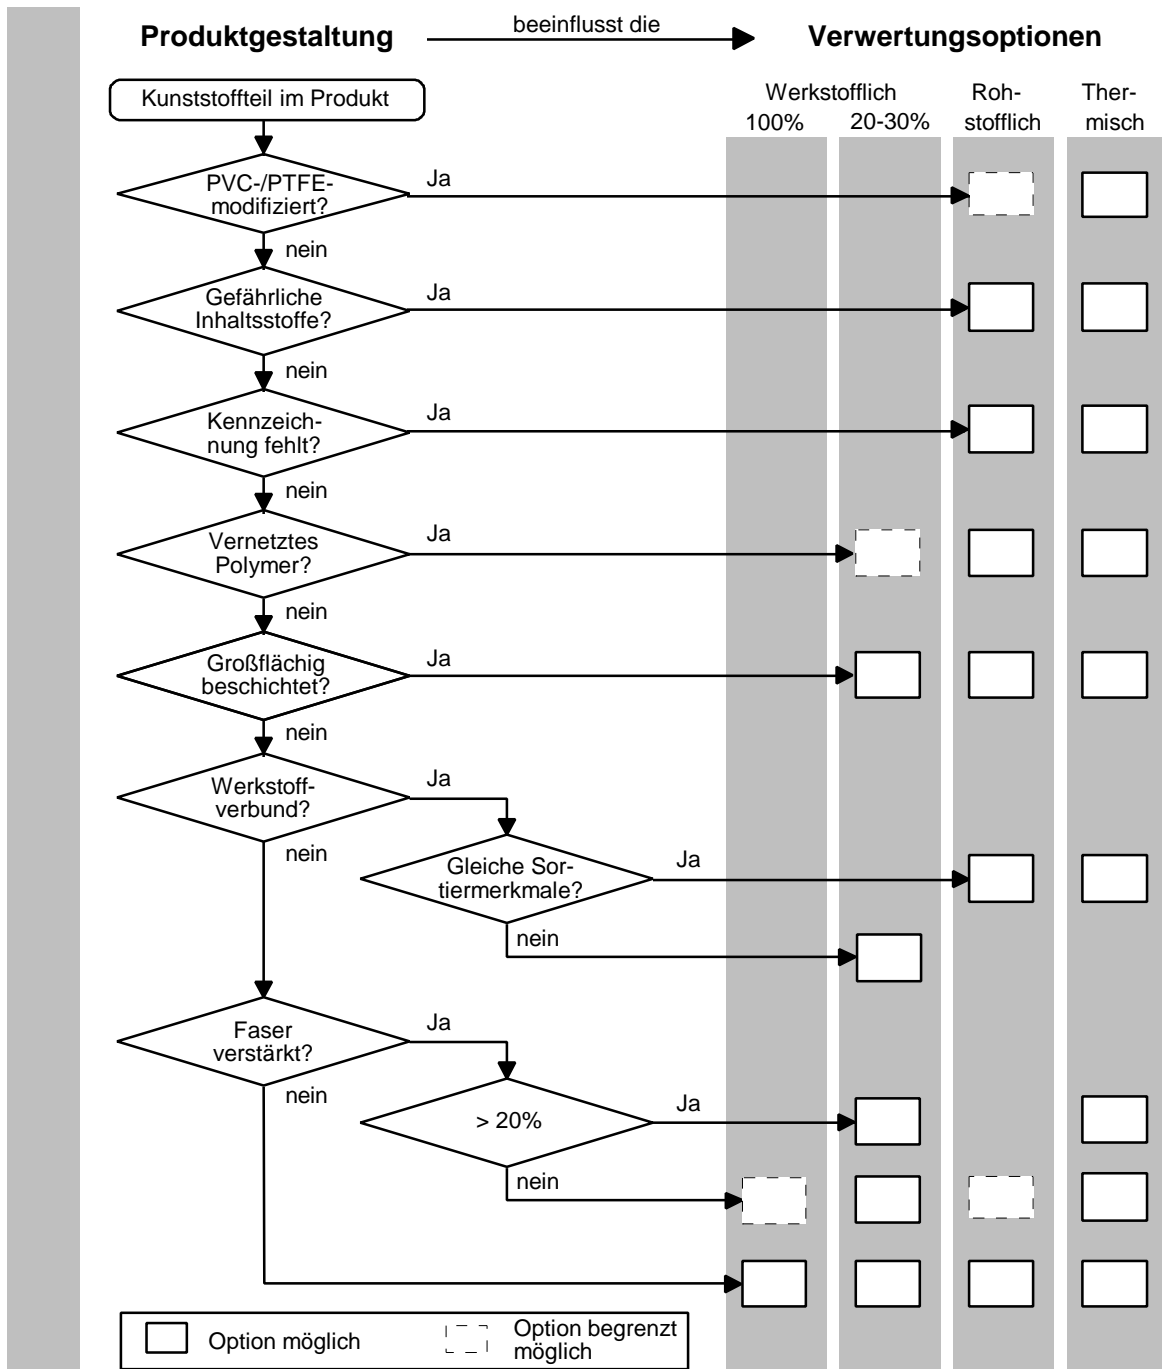 Produktgestaltung
beeinflusst die
Verwertungsoptionen
Kunststoffteil im Produkt
Werkstofflich
100%
20-30%
Roh-
stofflich
Ther-
misch
PVC-/PTFE-
modifiziert?
Ja
nein
Gefährliche
Inhaltsstoffe?
Ja
nein
Kennzeich-
nung fehlt?
Ja
nein
Vernetztes
Polymer?
Ja
nein
Großflächig
beschichtet?
Ja
nein
Werkstoff-
verbund?
Ja
nein
Gleiche Sor-
tiermerkmale?
Ja
nein
Faser
verstärkt?
Ja
nein
> 20%
Ja
nein
Option möglich
Option begrenzt
möglich